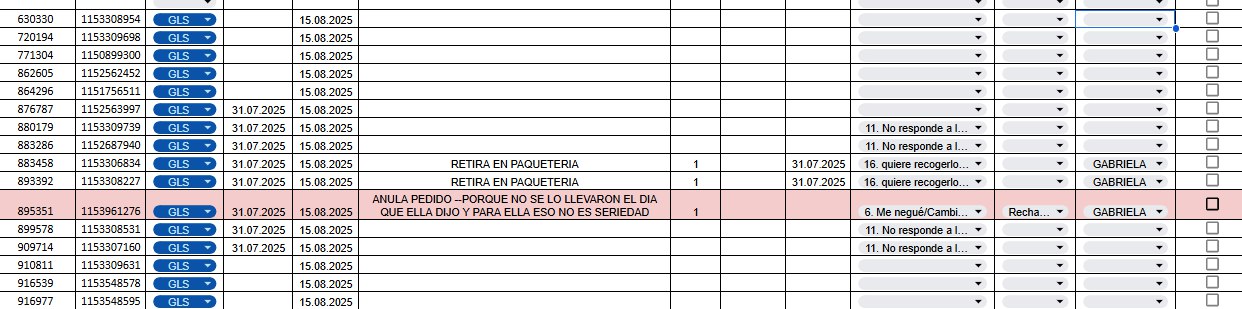 630330 1153308954 GLS 15.08.2025
720194 1153309698 GLS 15.08.2025
771304 1150899300 GLS 15.08.2025
862605 1152562452 GLS 15.08.2025
864296 1151756511 GLS 15.08.2025
876787 1152563997 GLS 31.07.2025 15.08.2025
880179 1153309739 GLS 31.07.2025 15.08.2025 11. No responde a l...
883286 1152687940 GLS 31.07.2025 15.08.2025 11. No responde a l...
883458 1153306834 GLS 31.07.2025 15.08.2025 RETIRA EN PAQUETERIA 1 31.07.2025 16. quiere recogerlo... GABRIELA
893392 1153308227 GLS 31.07.2025 15.08.2025 RETIRA EN PAQUETERIA 1 31.07.2025 16. quiere recogerlo... GABRIELA
ANULA PEDIDO --PORQUE NO SE LO LLEVARON EL DIA
895351 1153961276 GLS 31.07.2025 15.08.2025 QUE ELLA DIJO Y PARA ELLA ESO NO ES SERIEDAD 1 6. Me negué/Cambi... Recha... GABRIELA
899578 1153308531 GLS 31.07.2025 15.08.2025 11. No responde a l...
909714 1153307160 GLS 31.07.2025 15.08.2025 11. No responde a l...
910811 1153309631 GLS 15.08.2025
916539 1153548578 GLS 15.08.2025
916977 1153548595 GLS 15.08.2025